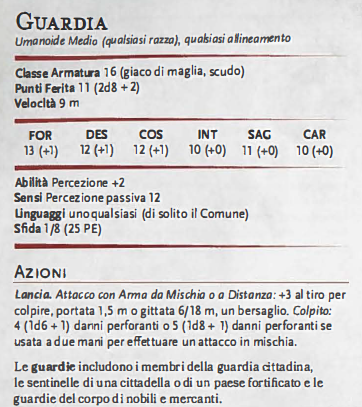 GUARDIA
Umanoide Medio (qualsiasi razza), qualsiasi allineamento
Classe Armatura 16 (giaco di maglia, scudo)
Punti Ferita 11 (2d8 + 2)
Velocità 9 m
FOR DES COS INT SAG CAR
13 (+1) 12 (+1) 12 (+1) 10 (+0) 11 (+0) 10 (+0)
Abilità Percezione +2
Sensi Percezione passiva 12
Linguaggi uno qualsiasi (di solito il Comune)
Sfida 1/8 (25 PE)
AZIONI
Lancia. Attacco con Arma da Mischia o a Distanza: +3 al tiro per
colpire, portata 1,5 m o gittata 6/18 m, un bersaglio. Colpito:
4 (1d6 + 1) danni perforanti o 5 (1d8 + 1) danni perforanti se
usata a due mani per effettuare un attacco in mischia.
Le guardie includono i membri della guardia cittadina,
le sentinelle di una cittadella o di un paese fortificato e le
guardie del corpo di nobili e mercanti.